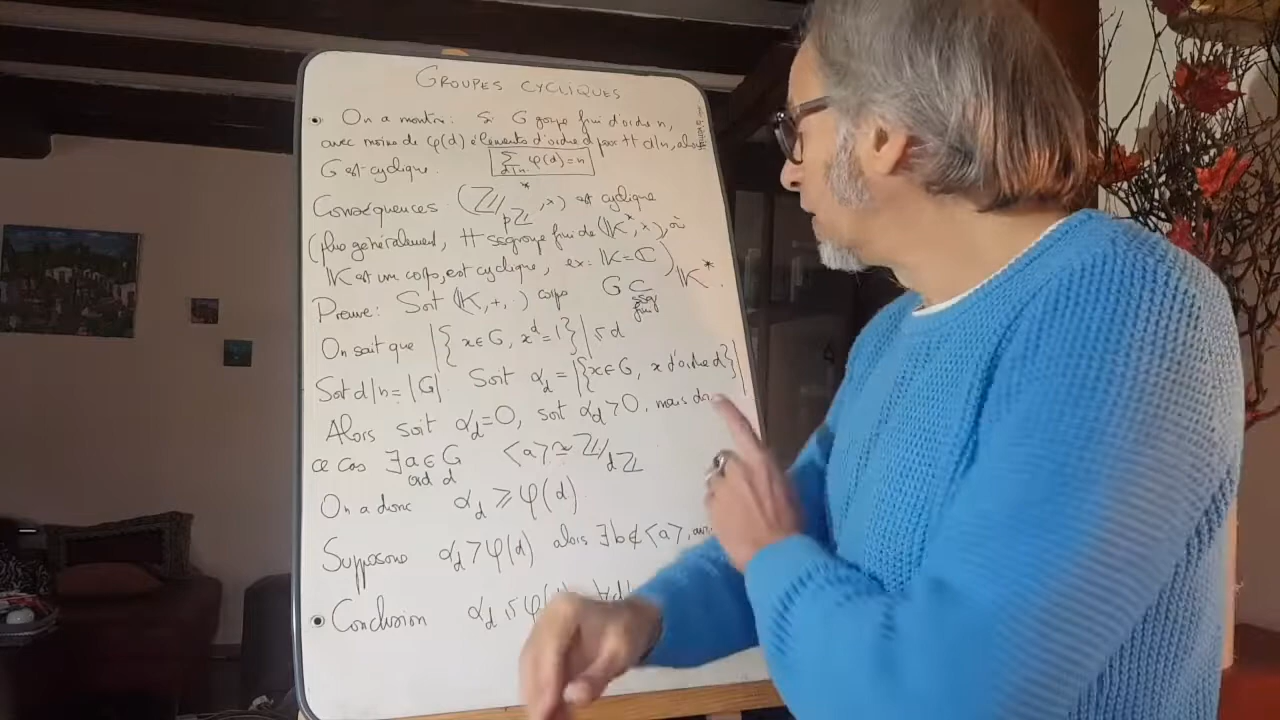 GROUPES CYCLIQUES
• On a montré: Si G groupe fini d'ordre n,
avec moins de φ(d) éléments d'ordre d pour ∀ d|n, alors
G est cyclique. ∑ φ(d) = n
d|n
Conséquences (ℤ/pℤ*, ×) est cyclique
(plus généralement, ∀ ssgroupe fini de (𝕂*, ×), où
𝕂 est un corps, est cyclique, ex: 𝕂 = ℂ)
Preuve: Soit (𝕂, +, ·) corps G ⊂ 𝕂*.
ssgr fini
On sait que |{x∈G, x^d = 1}| ≤ d
Soit d|n = |G|. Soit α_d = |{x∈G, x d'ordre d}|
Alors soit α_d = 0, soit α_d > 0, mais dans
ce cas ∃ a ∈ G <a> ≃ ℤ/dℤ
ord d
On a donc α_d ≥ φ(d)
Supposons α_d > φ(d) alors ∃ b ∉ <a>,
• Conclusion α_d ≤ φ(d) ∀ d|